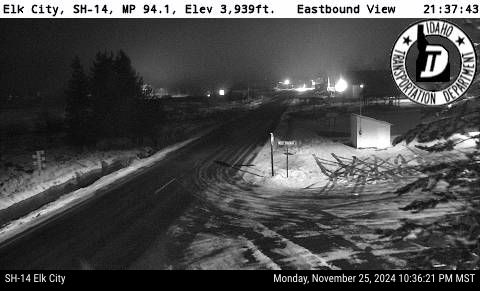 Elk City, SH-14, MP 94.1, Elev 3,939ft. Eastbound View 21:37:43
IDAHO
TRANSPORTATION DEPARTMENT
SH-14 Elk City
Monday, November 25, 2024 10:36:21 PM MST